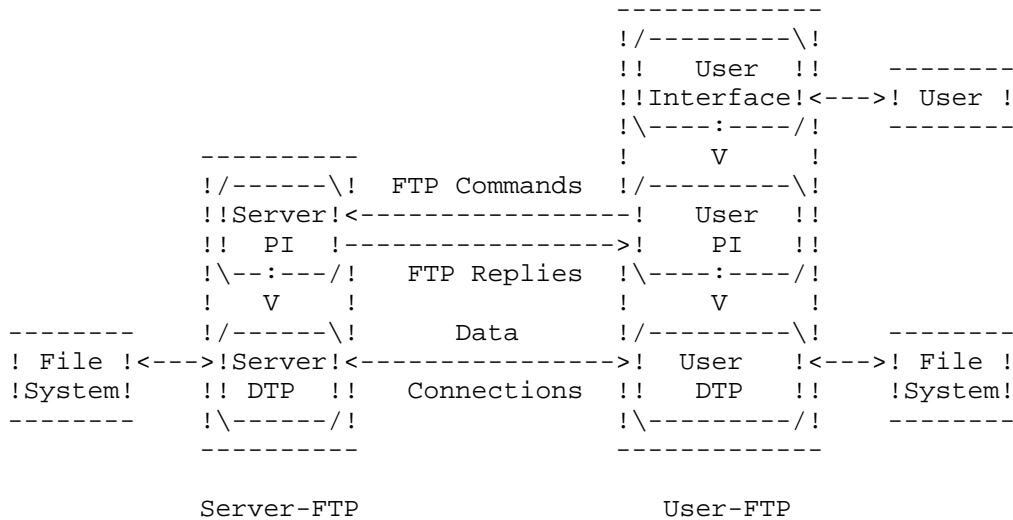 -------------
                                            !/---------\!
                                            !!   User  !!    --------
                                            !!Interface!<--->! User !
                                            !\----:----/!    --------
                  ----------                !     V     !
                  !/------\!  FTP Commands  !/---------\!
                  !!Server!<-----------------!   User  !!
                  !!  PI  !----------------->!    PI   !!
                  !\--:---/!   FTP Replies  !\----:----/!
                  !   V    !                !     V     !
      --------    !/------\!      Data      !/---------\!    --------
      ! File !<--->!Server!<---------------->!  User   !<--->! File !
      !System!    !! DTP  !!   Connections  !!   DTP   !!    !System!
      --------    !\------/!                !\---------/!    --------
                  ----------                -------------

                  Server-FTP                   User-FTP